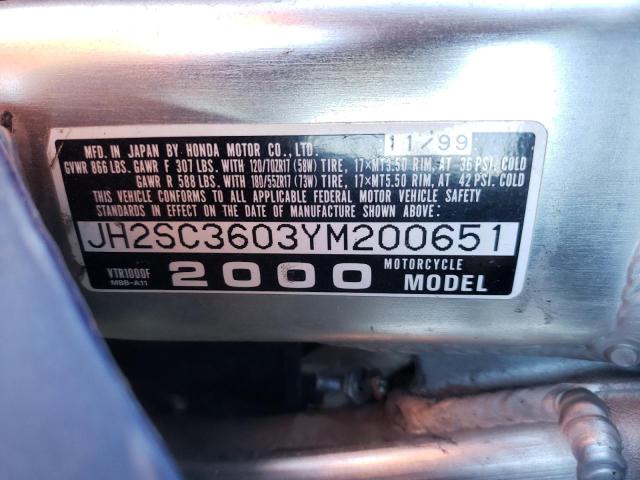 MFD. IN JAPAN BY HONDA MOTOR CO., LTD. 11/99
GVWR 866 LBS. GAWR F 307 LBS. WITH 120/70ZR17 (58W) TIRE, 17×MT3.50 RIM, AT 36 PSI. COLD
GAWR R 588 LBS. WITH 180/55ZR17 (73W) TIRE, 17×MT5.50 RIM, AT 42 PSI. COLD
THIS VEHICLE CONFORMS TO ALL APPLICABLE FEDERAL MOTOR VEHICLE SAFETY
STANDARDS IN EFFECT ON THE DATE OF MANUFACTURE SHOWN ABOVE.
JH2SC3603YM200651
VTR1000F
MBB-A11
2000
MOTORCYCLE
MODEL